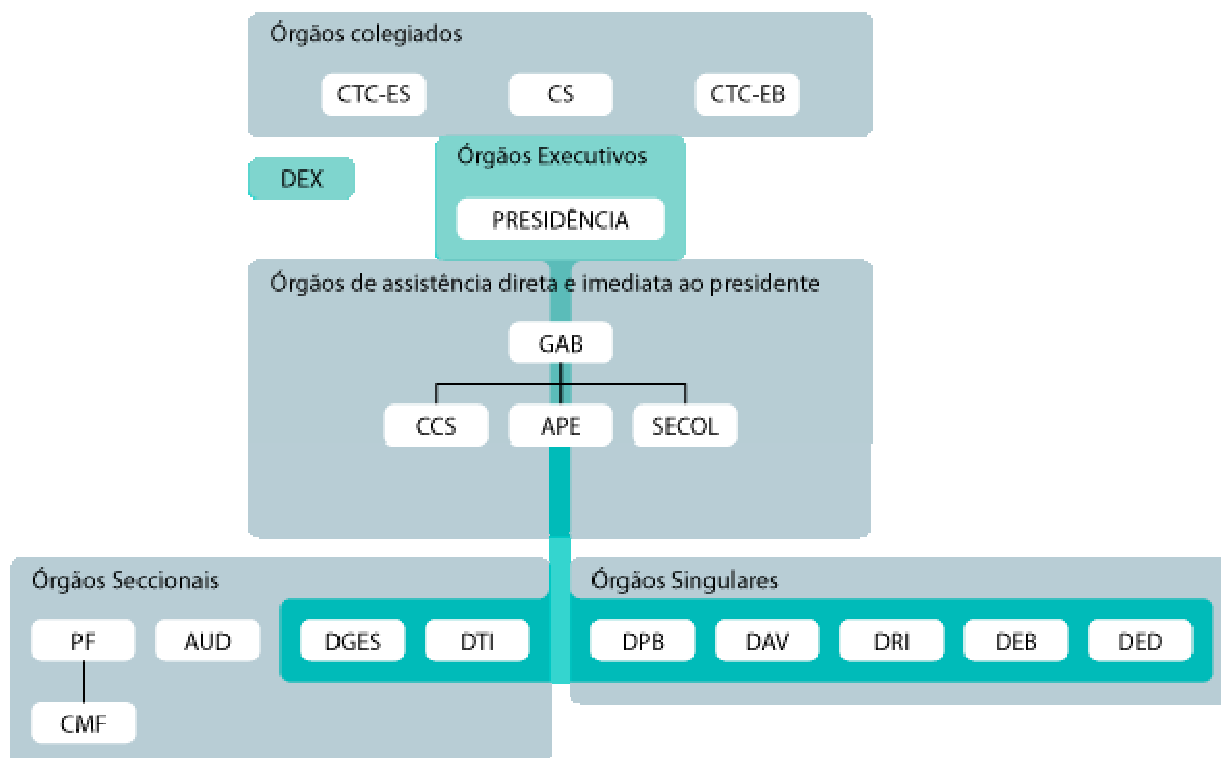 Órgãos colegiados
CTC-ES
CS
CTC-EB
DEX
Órgãos Executivos
PRESIDÊNCIA
Órgãos de assistência direta e imediata ao presidente
GAB
CCS
APE
SECOL
Órgãos Seccionais
PF
AUD
DGES
DTI
CMF
Órgãos Singulares
DPB
DAV
DRI
DEB
DED